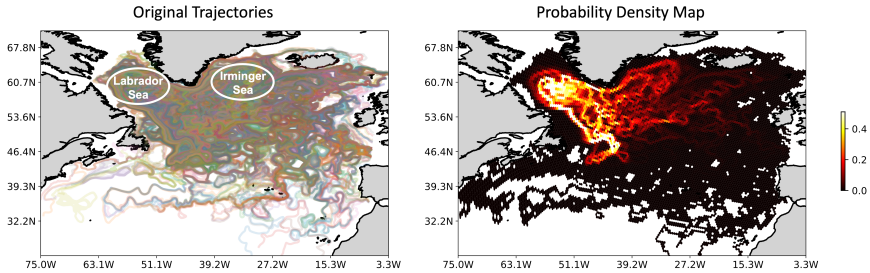 Original Trajectories
67.8N
60.7N
53.6N
46.4N
39.3N
32.2N
Labrador
Sea
Irminger
Sea
75.0W 63.1W 51.1W 39.2W 27.2W 15.3W 3.3W
Probability Density Map
67.8N
60.7N
53.6N
46.4N
39.3N
32.2N
75.0W 63.1W 51.1W 39.2W 27.2W 15.3W 3.3W
0.4
0.2
0.0